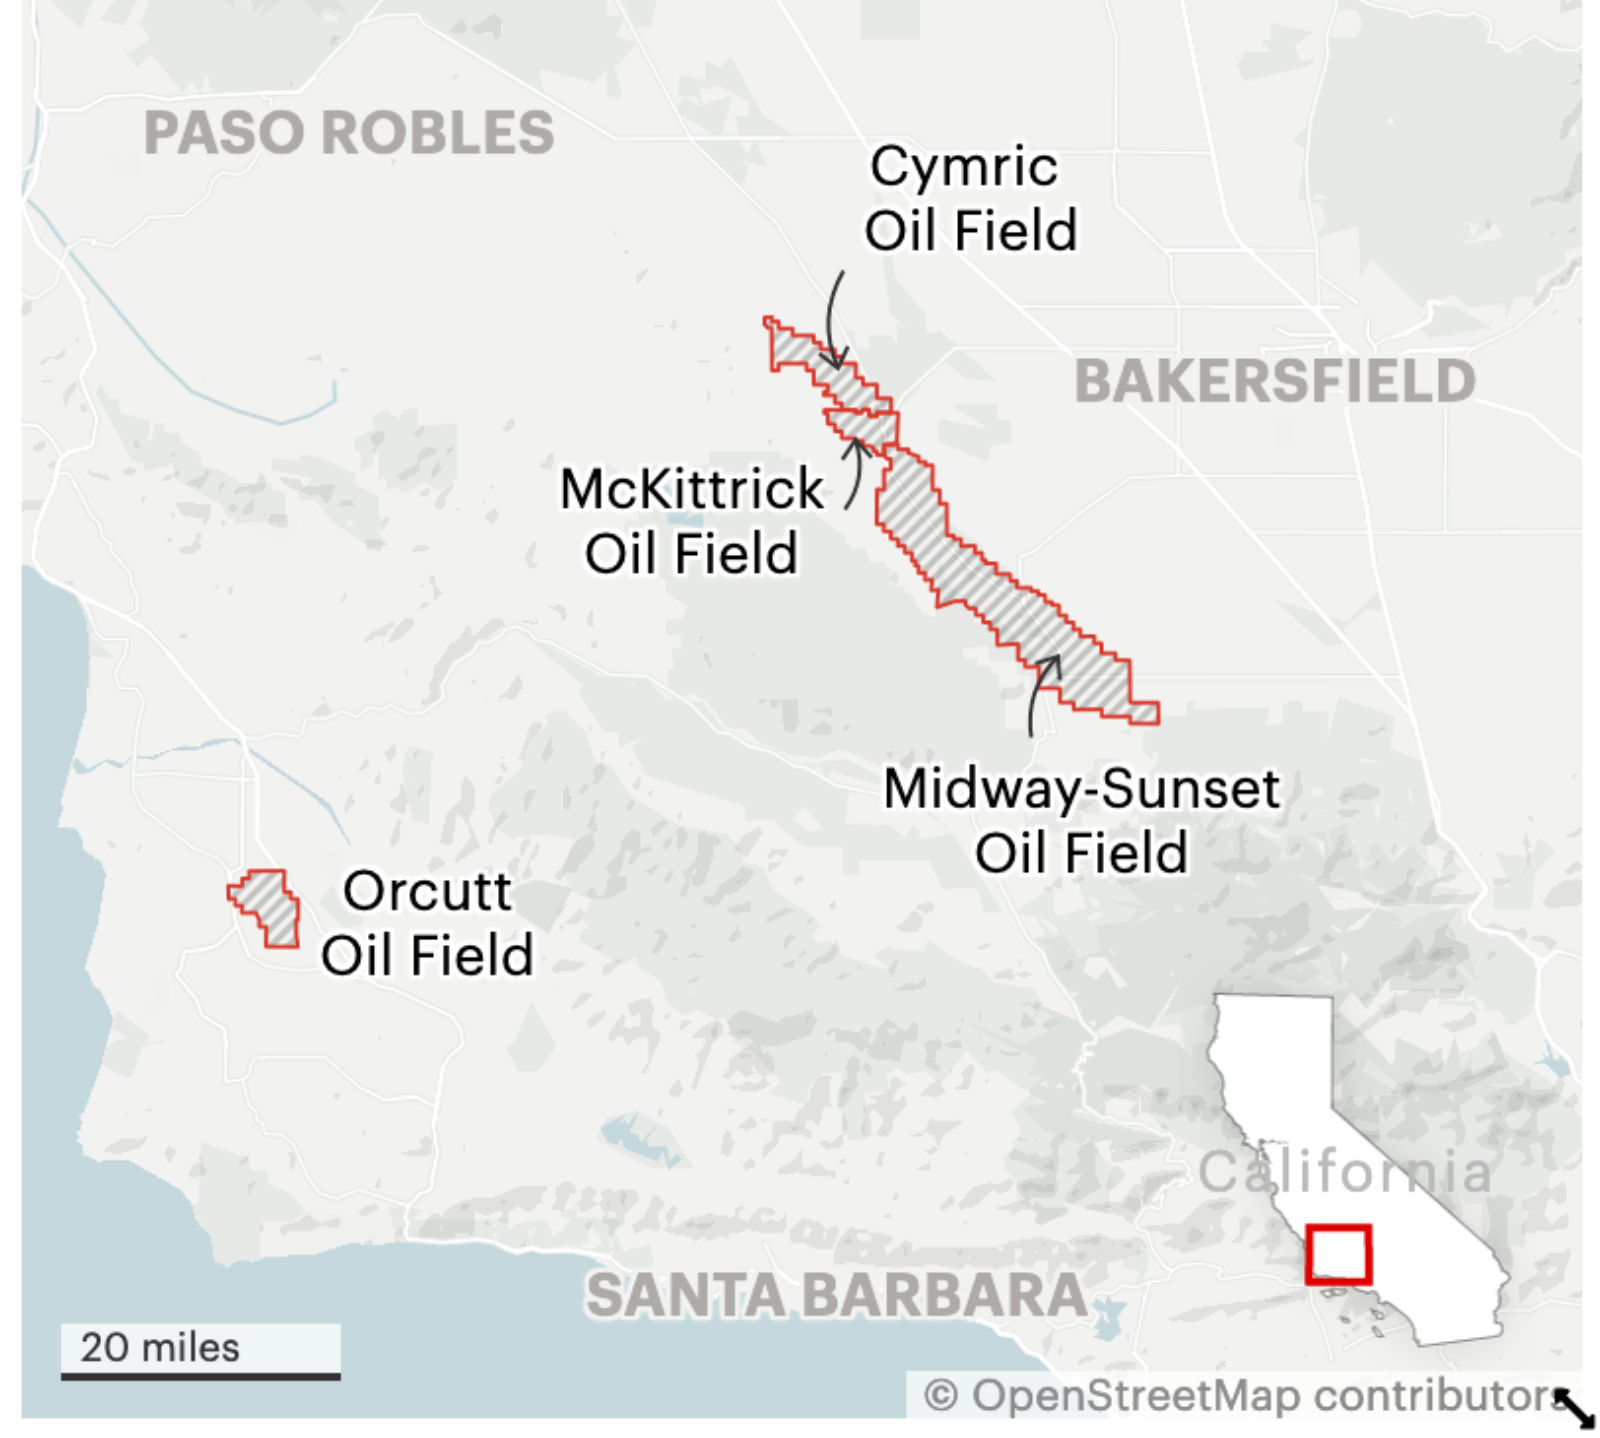 PASO ROBLES
Cymric
Oil Field
BAKERSFIELD
McKittrick
Oil Field
Midway-Sunset
Oil Field
Orcutt
Oil Field
California
SANTA BARBARA
20 miles
© OpenStreetMap contributors